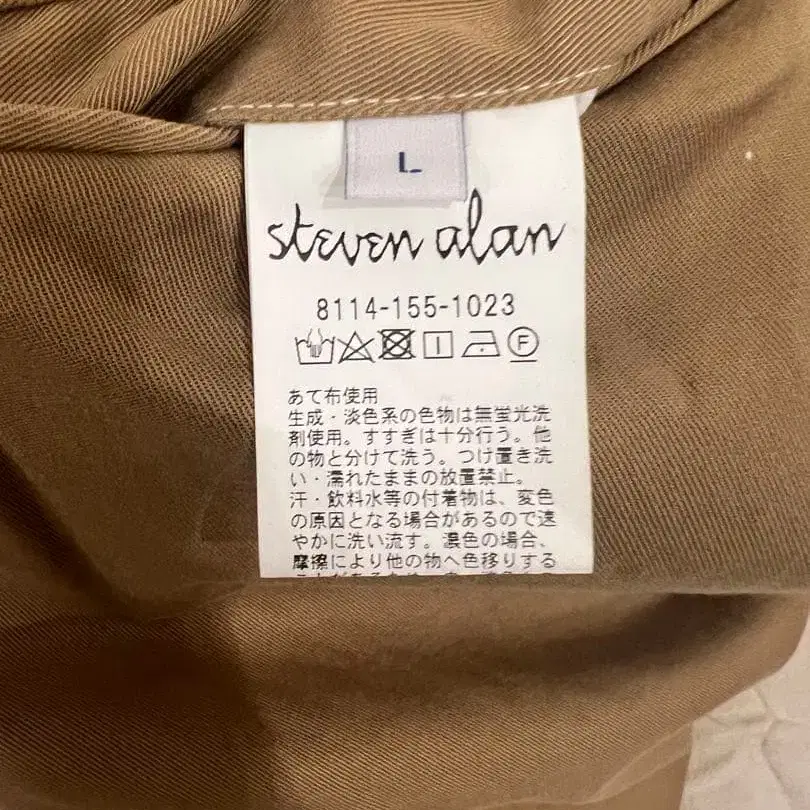 L
steven alan
8114-155-1023
F
あて布使用
生成・淡色系の色物は無蛍光洗
剤使用。すすぎは十分行う。他
の物と分けて洗う。つけ置き洗
い・濡れたままの放置禁止。
汗・飲料水等の付着物は、変色
の原因となる場合があるので速
やかに洗い流す。濃色の場合、
摩擦により他の物へ色移りする